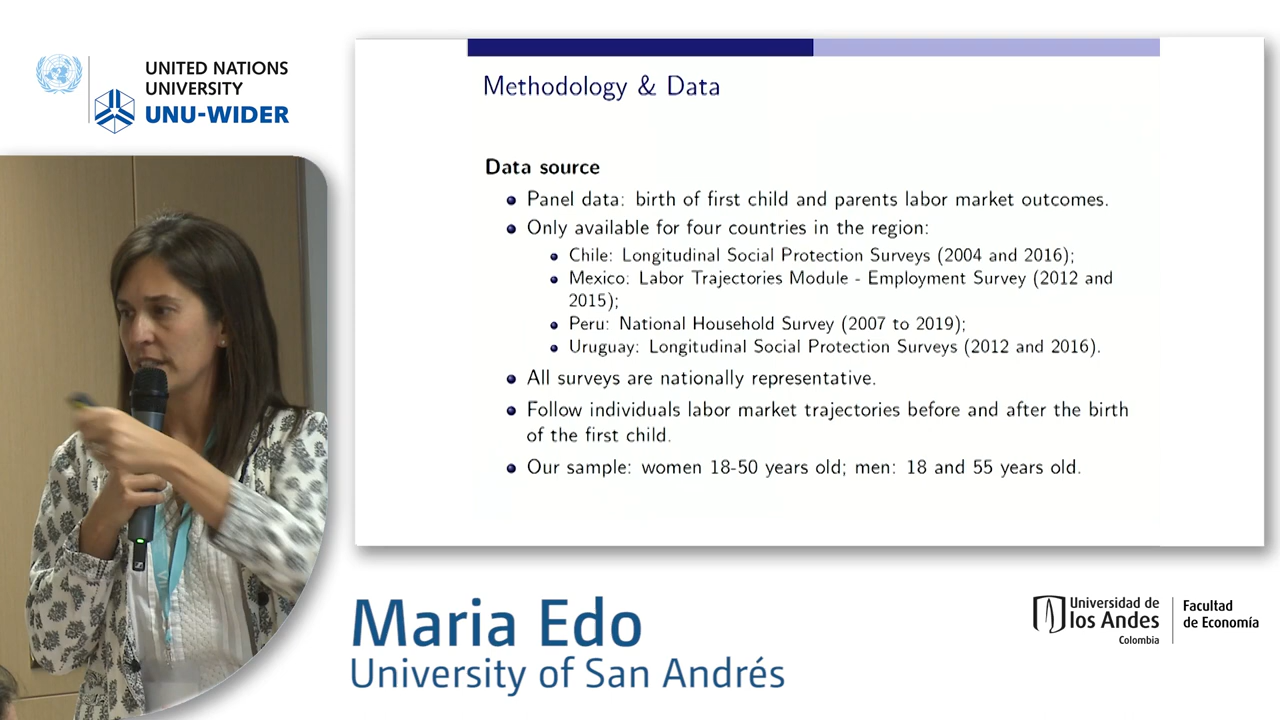 UNITED NATIONS
UNIVERSITY
UNU-WIDER
Methodology & Data
Data source
Panel data: birth of first child and parents labor market outcomes.
Only available for four countries in the region:
Chile: Longitudinal Social Protection Surveys (2004 and 2016);
Mexico: Labor Trajectories Module - Employment Survey (2012 and
2015);
Peru: National Household Survey (2007 to 2019);
Uruguay: Longitudinal Social Protection Surveys (2012 and 2016).
All surveys are nationally representative.
Follow individuals labor market trajectories before and after the birth
of the first child.
Our sample: women 18-50 years old; men: 18 and 55 years old.
Maria Edo
University of San Andrés
Universidad de
los Andes
Colombia
Facultad
de Economía